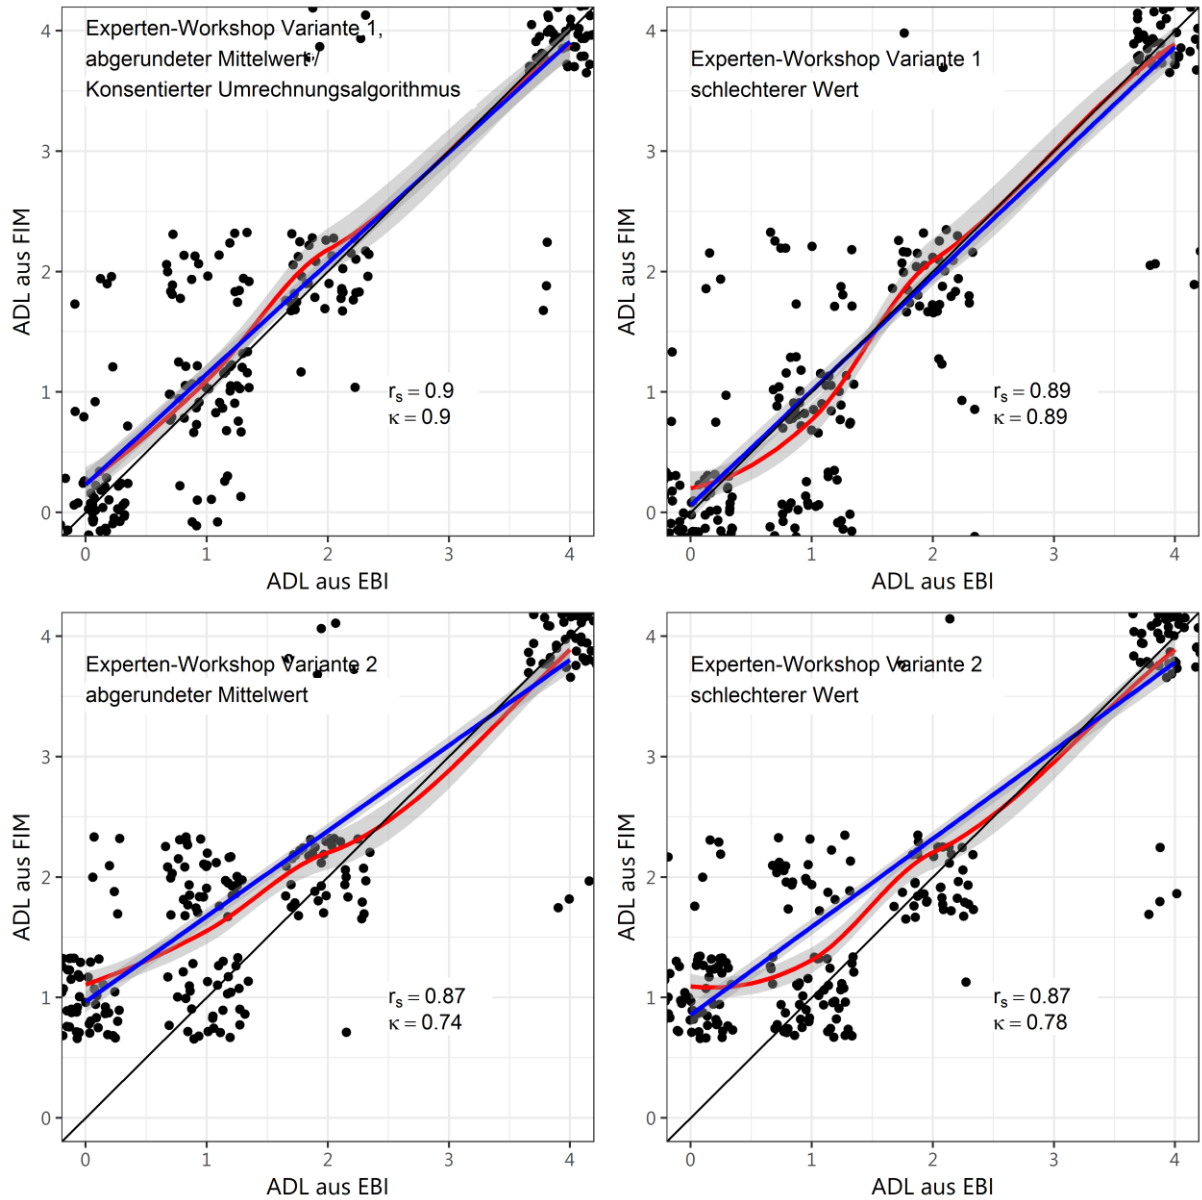 Experten-Workshop Variante 1,
abgerundeter Mittelwert /
Konsentierter Umrechnungsalgorithmus
ADL aus FIM
4
3
2
1
0
rs = 0.9
κ = 0.9
0 1 2 3 4
ADL aus EBI
Experten-Workshop Variante 1
schlechterer Wert
ADL aus FIM
4
3
2
1
0
rs = 0.89
κ = 0.89
0 1 2 3 4
ADL aus EBI
Experten-Workshop Variante 2
abgerundeter Mittelwert
ADL aus FIM
4
3
2
1
0
rs = 0.87
κ = 0.74
0 1 2 3 4
ADL aus EBI
Experten-Workshop Variante 2
schlechterer Wert
ADL aus FIM
4
3
2
1
0
rs = 0.87
κ = 0.78
0 1 2 3 4
ADL aus EBI